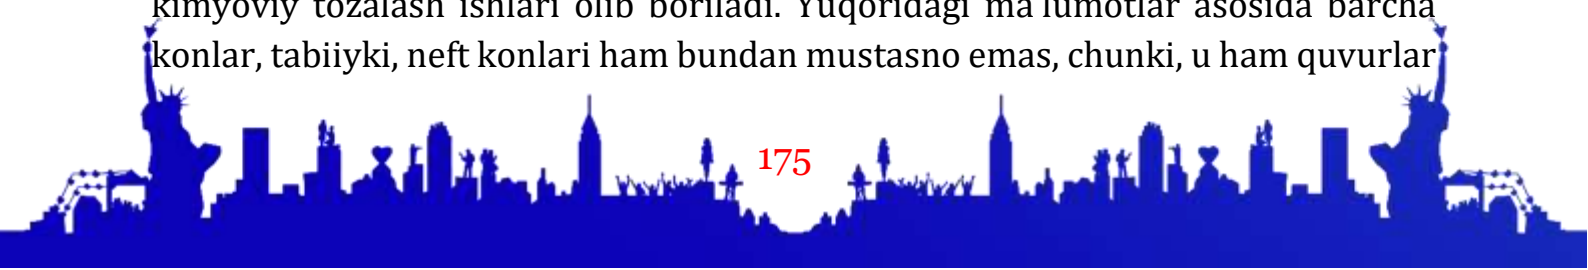 kimyoviy tozalash ishlari olib boriladi. Yuqoridagi ma'lumotlar asosida barcha
konlar, tabiiyki, neft konlari ham bundan mustasno emas, chunki, u ham quvurlar
175